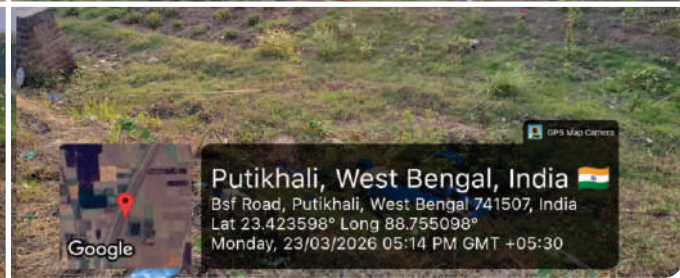 GPS Map Camera
Putikhali, West Bengal, India 🇮🇳
Bsf Road, Putikhali, West Bengal 741507, India
Lat 23.423598° Long 88.755098°
Monday, 23/03/2026 05:14 PM GMT +05:30
Google